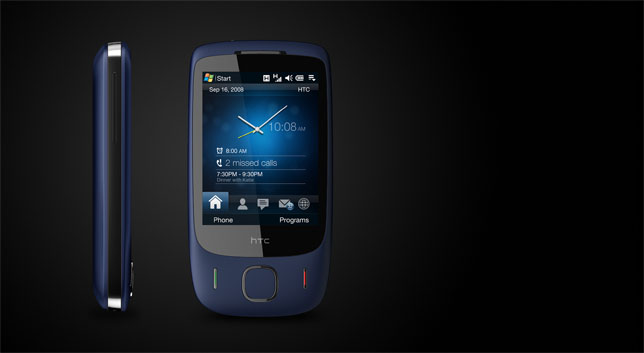 Start
Sep 16, 2008 HTC
10:08 AM
8:00 AM
2 missed calls
7:30PM - 9:30PM
Dinner with Katie
Phone Programs
hTC